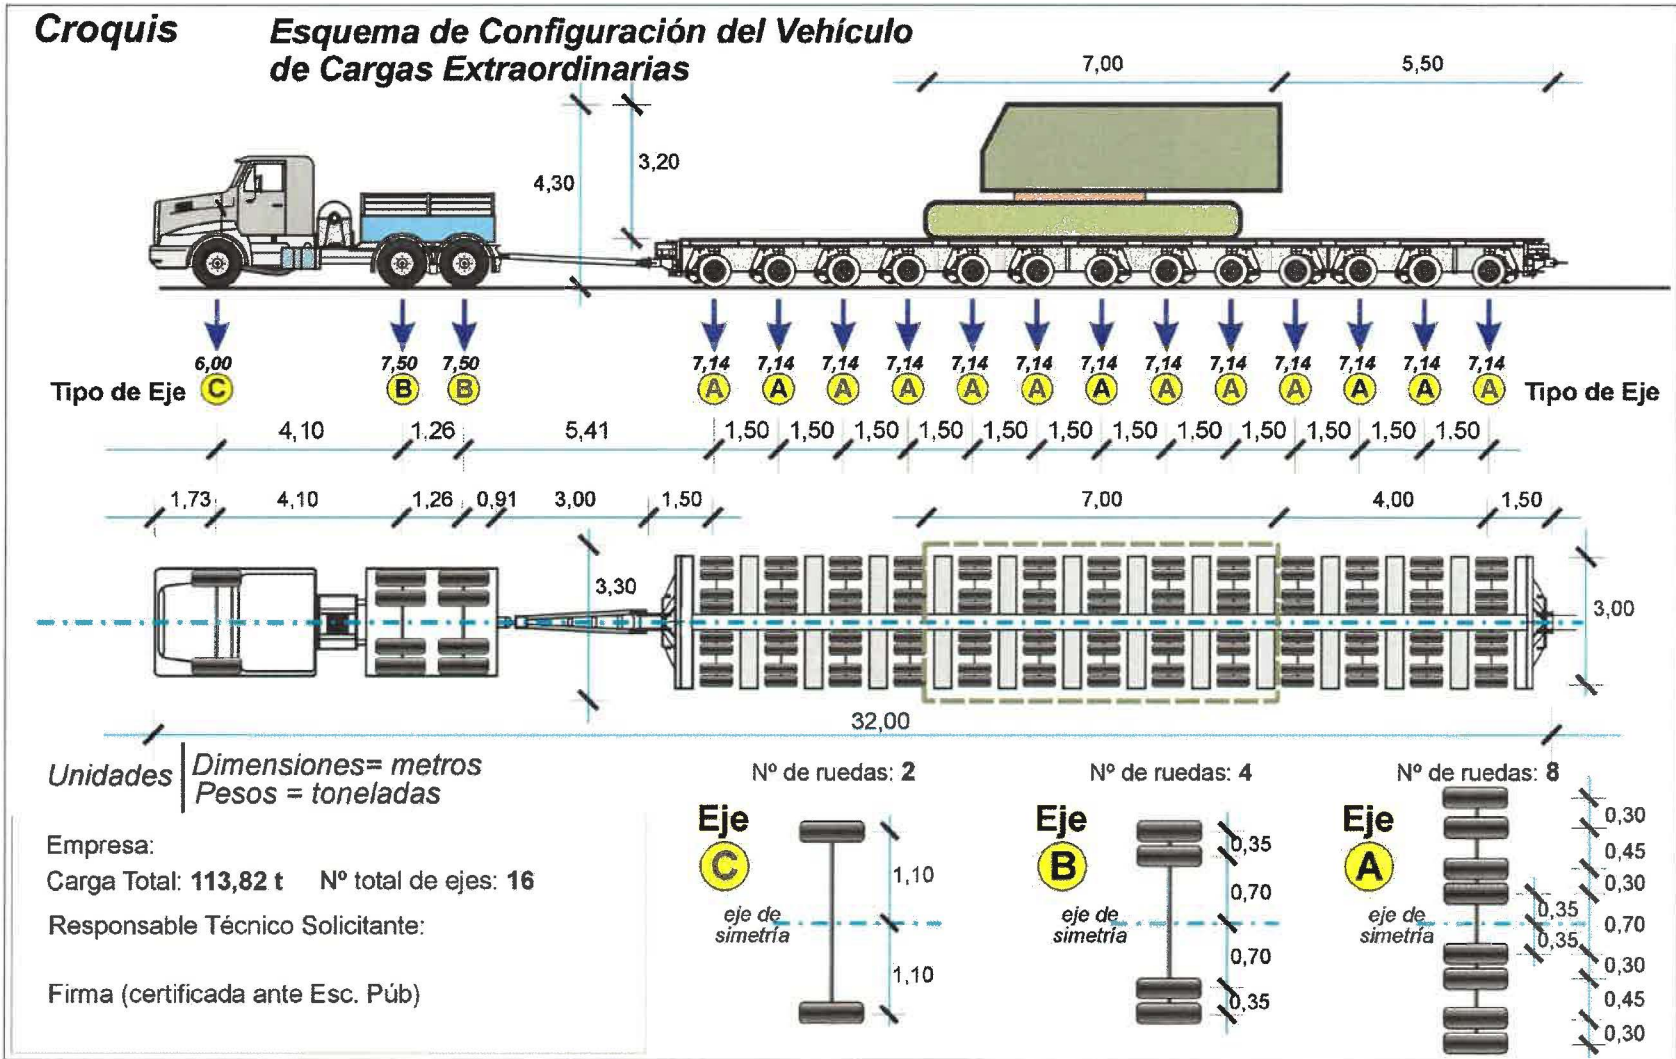 Croquis
Esquema de Configuración del Vehículo
de Cargas Extraordinarias
7,00 5,50
3,20
4,30
6,00 7,50 7,50 7,14 7,14 7,14 7,14 7,14 7,14 7,14 7,14 7,14 7,14 7,14 7,14 7,14
Tipo de Eje C B B A A A A A A A A A A A A A Tipo de Eje
4,10 1,26 5,41 1,50 1,50 1,50 1,50 1,50 1,50 1,50 1,50 1,50 1,50 1,50 1.50
1,73 4,10 1,26 0,91 3,00 1,50 7,00 4,00 1,50
3,30
3,00
32,00
Unidades Dimensiones= metros
Pesos = toneladas
Empresa:
Carga Total: 113,82 t Nº total de ejes: 16
Responsable Técnico Solicitante:
Firma (certificada ante Esc. Púb)
Nº de ruedas: 2
Eje
C
1,10
eje de
simetría
1,10
Nº de ruedas: 4
Eje
B
0,35
0,70
eje de
simetría
0,70
0,35
Nº de ruedas: 8
Eje
A
0,30
0,45
0,30
eje de
simetría
0,35
0,70
0,35
0,30
0,45
0,30